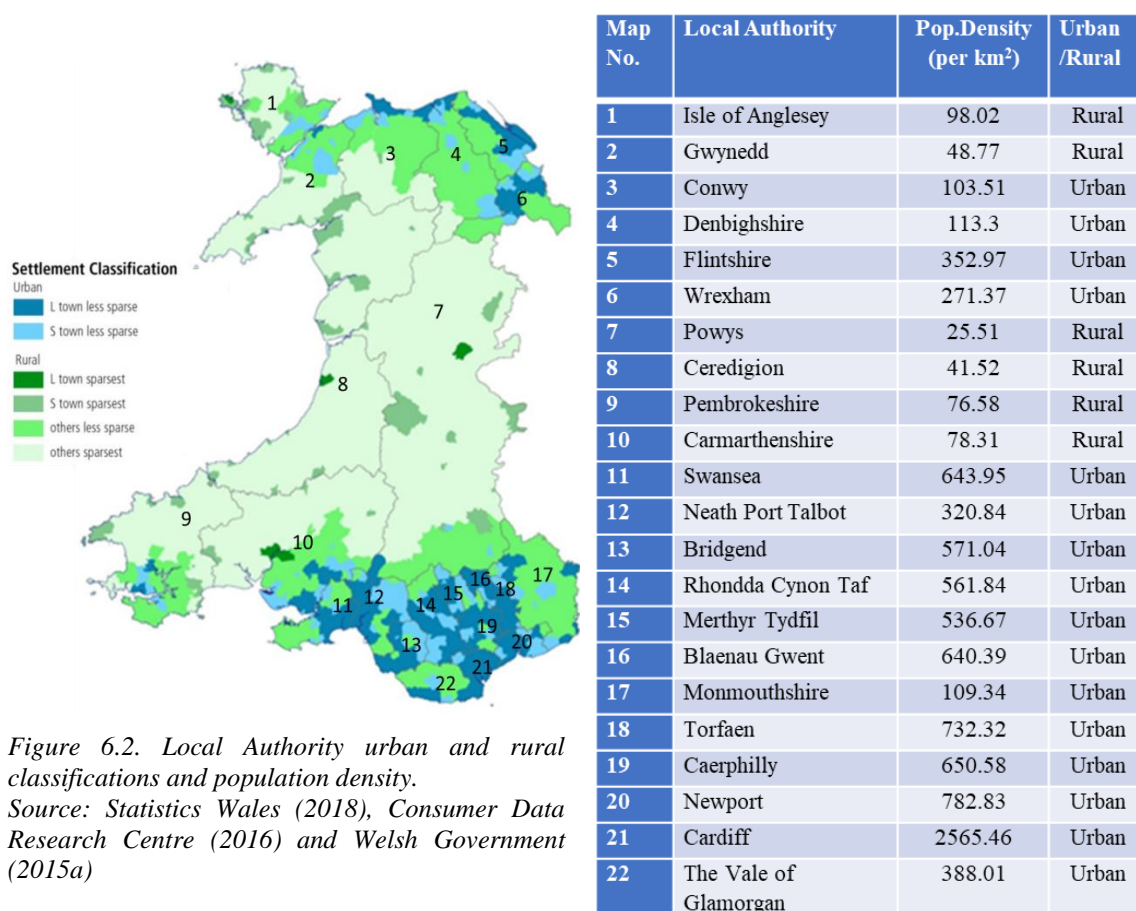 1
2
3
4
5
6
7
8
9
10
11
12
13
14
15
16
17
18
19
20
21
22
Settlement Classification
Urban
L town less sparse
S town less sparse
Rural
L town sparsest
S town sparsest
others less sparse
others sparsest
Figure 6.2. Local Authority urban and rural
classifications and population density.
Source: Statistics Wales (2018), Consumer Data
Research Centre (2016) and Welsh Government
(2015a)
Map No. Local Authority Pop.Density (per km²) Urban /Rural
1 Isle of Anglesey 98.02 Rural
2 Gwynedd 48.77 Rural
3 Conwy 103.51 Urban
4 Denbighshire 113.3 Urban
5 Flintshire 352.97 Urban
6 Wrexham 271.37 Urban
7 Powys 25.51 Rural
8 Ceredigion 41.52 Rural
9 Pembrokeshire 76.58 Rural
10 Carmarthenshire 78.31 Rural
11 Swansea 643.95 Urban
12 Neath Port Talbot 320.84 Urban
13 Bridgend 571.04 Urban
14 Rhondda Cynon Taf 561.84 Urban
15 Merthyr Tydfil 536.67 Urban
16 Blaenau Gwent 640.39 Urban
17 Monmouthshire 109.34 Urban
18 Torfaen 732.32 Urban
19 Caerphilly 650.58 Urban
20 Newport 782.83 Urban
21 Cardiff 2565.46 Urban
22 The Vale of 388.01 Urban
Glamorgan